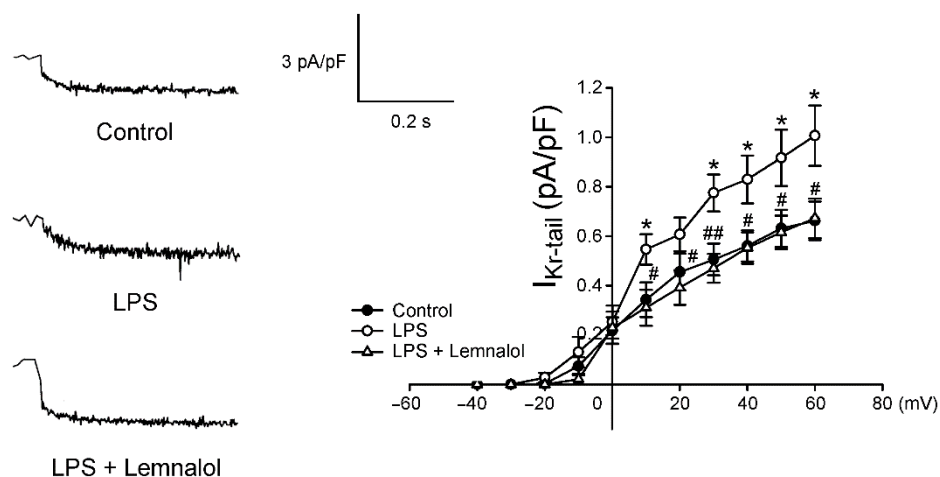 Control
LPS
LPS + Lemnalol
3 pA/pF
0.2 s
I_Kr-tail (pA/pF)
1.2
1.0
0.8
0.6
0.4
0.2
* * * * *
# # ## # # #
Control
LPS
LPS + Lemnalol
−60 −40 −20 0 20 40 60 80 (mV)